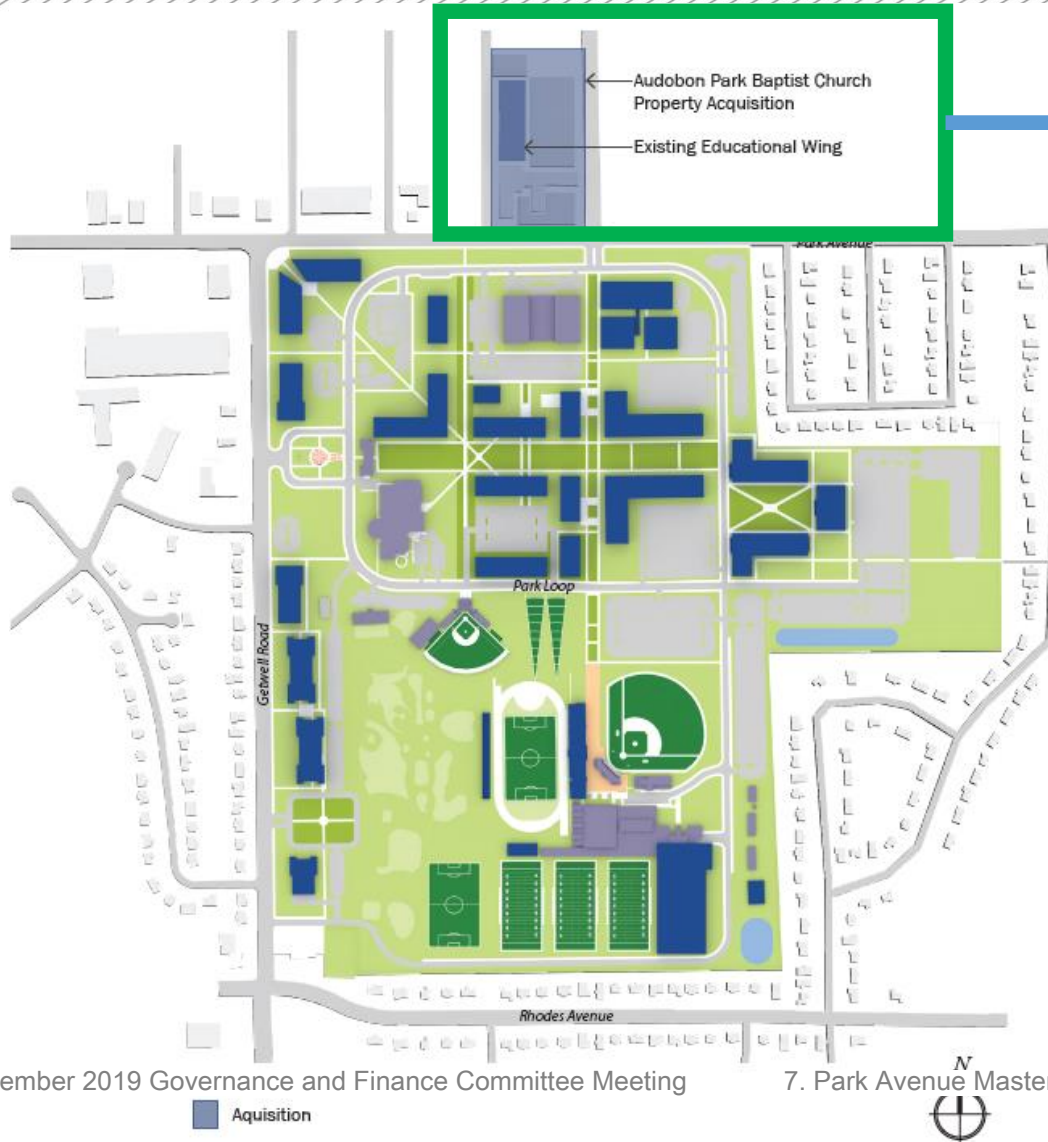 Audobon Park Baptist Church
Property Acquisition
Existing Educational Wing
Park Avenue
Park Loop
Getwell Road
Rhodes Avenue
ember 2019 Governance and Finance Committee Meeting
7. Park Avenue Master
N
Aquisition